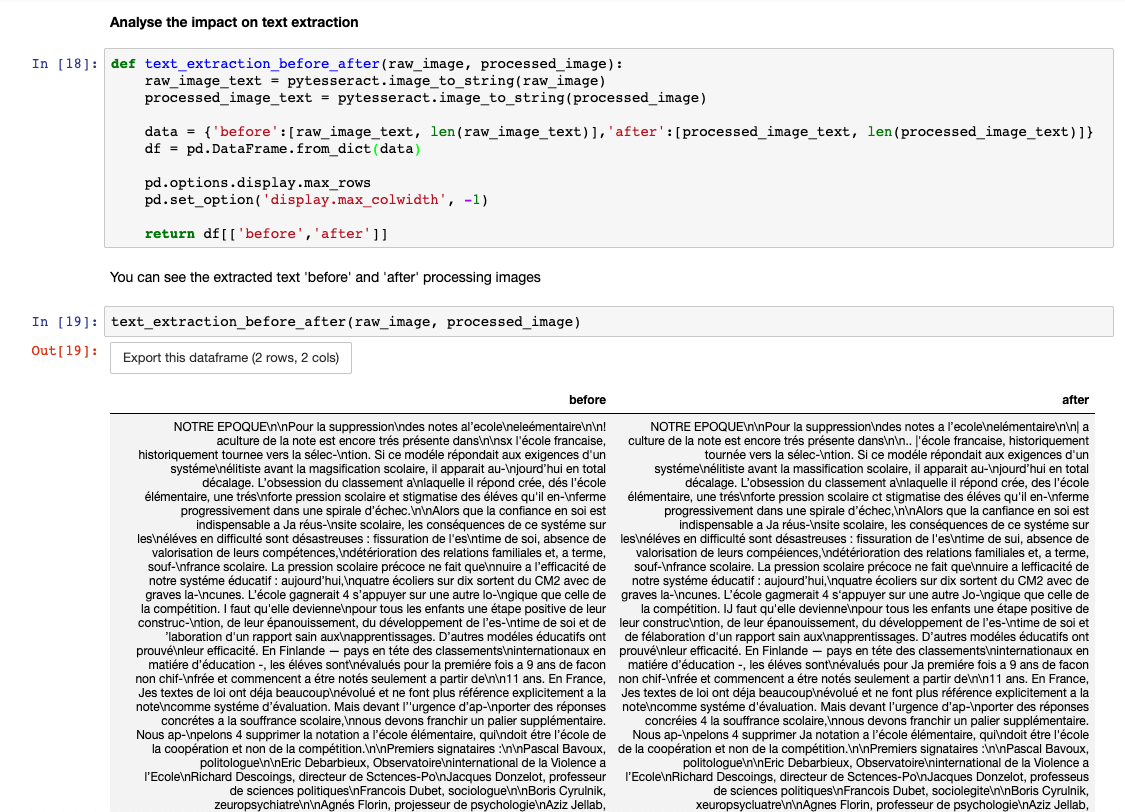 Analyse the impact on text extraction
In [18]:
def text_extraction_before_after(raw_image, processed_image):
raw_image_text = pytesseract.image_to_string(raw_image)
processed_image_text = pytesseract.image_to_string(processed_image)
data = {'before':[raw_image_text, len(raw_image_text)],'after':[processed_image_text, len(processed_image_text)]}
df = pd.DataFrame.from_dict(data)
pd.options.display.max_rows
pd.set_option('display.max_colwidth', -1)
return df[['before','after']]
You can see the extracted text 'before' and 'after' processing images
In [19]:
text_extraction_before_after(raw_image, processed_image)
Out[19]:
Export this dataframe (2 rows, 2 cols)
before
NOTRE EPOQUE\n\nPour la suppression\ndes notes al'ecole\neleémentaire\n\n!
aculture de la note est encore trés présente dans\n\nsx l'école francaise,
historiquement tournee vers la sélec-\ntion. Si ce modéle répondait aux exigences d'un
systéme\nélitiste avant la magsification scolaire, il apparait au-\njourd'hui en total
décalage. L'obsession du classement a\nlaquelle il répond crée, dés l'école
élémentaire, une trés\nforte pression scolaire et stigmatise des éléves qu'il en-\nferme
progressivement dans une spirale d'échec.\n\nAlors que la confiance en soi est
indispensable a Ja réus-\nsite scolaire, les conséquences de ce systéme sur
les\néléves en difficulté sont désastreuses : fissuration de l'es\ntime de soi, absence de
valorisation de leurs compétences,\ndétérioration des relations familiales et, a terme,
souf-\nfrance scolaire. La pression scolaire précoce ne fait que\nnuire a l'efficacité de
notre systéme éducatif : aujourd'hui,\nquatre écoliers sur dix sortent du CM2 avec de
graves la-\ncunes. L'école gagnerait 4 s'appuyer sur une autre lo-\ngique que celle de
la compétition. I faut qu'elle devienne\npour tous les enfants une étape positive de leur
construc-\ntion, de leur épanouissement, du développement de l'es-\ntime de soi et de
'laboration d'un rapport sain aux\napprentissages. D'autres modéles éducatifs ont
prouvé\nleur efficacité. En Finlande — pays en téte des classements\ninternationaux en
matiére d'éducation -, les éléves sont\névalués pour la premiére fois a 9 ans de facon
non chif-\nfrée et commencent a étre notés seulement a partir de\n\n11 ans. En France,
Jes textes de loi ont déja beaucoup\névolué et ne font plus référence explicitement a la
note\ncomme systéme d'évaluation. Mais devant l''urgence d'ap-\nporter des réponses
concrétes a la souffrance scolaire,\nnous devons franchir un palier supplémentaire.
Nous ap-\npelons 4 supprimer la notation a l'école élémentaire, qui\ndoit étre l'école de
la coopération et non de la compétition.\n\nPremiers signataires :\n\nPascal Bavoux,
politologue\n\nEric Debarbieux, Observatoire\ninternational de la Violence a
l'Ecole\nRichard Descoings, directeur de Sctences-Po\nJacques Donzelot, professeur
de sciences politiques\nFrancois Dubet, sociologue\n\nBoris Cyrulnik,
zeuropsychiatre\n\nAgnés Florin, projesseur de psychologie\nAziz Jellab,
after
NOTRE EPOQUE\n\nPour la suppression\ndes notes a l'ecole\nelémentaire\n\n| a
culture de la note est encore trés présente dans\n\n.. |'école francaise, historiquement
tournée vers la sélec-\ntion. Si ce modéle répondait aux exigences d'un
systéme\nélitiste avant la massification scolaire, il apparait au-\njourd'hui en total
décalage. L'obsession du classement a\nlaquelle il répond crée, des l'école
élémentaire, une trés\nforte pression scolaire ct stigmatise des éléves qu'il en-\nferme
progressivement dans une spirale d'échec,\n\nAlors que la canfiance en soi est
indispensable a Ja réus-\nsite scolaire, les conséquences de ce systéme sur
les\néléves en difficulté sont désastreuses : fissuration de l'es\ntime de sui, absence de
valorisation de leurs compéiences,\ndétérioration des relations familiales et, a terme,
souf-\nfrance scolaire. La pression scolaire précoce ne fait que\nnuire a lefficacité de
notre systéme éducatif : aujourd'hui,\nquatre écoliers sur dix sortent du CM2 avec de
graves la-\ncunes. L'école gagmerait 4 s'appuyer sur une autre Jo-\ngique que celle de
la compétition. IJ faut qu'elle devienne\npour tous les enfants une étape positive de
leur construc\ntion, de leur épanouissement, du développement de l'es-\ntime de soi et
de félaboration d'un rapport sain aux\napprentissages. D'autres modéles éducatifs ont
prouvé\nleur efficacité. En Finlande — pays en téte des classements\ninternationaux en
matiére d'éducation -, les éléves sont\névalués pour Ja premiére fois a 9 ans de facon
non chif-\nfrée et commencent a étre notés seulement a partir de\n\n11 ans. En France,
Jes textes de loi ont déja beaucoup\névolué et ne font plus référence explicitement a la
note\ncomme systéme d'évaluation. Mais devant l'urgence d'ap-\nporter des réponses
concréies 4 la souffrance scolaire,\nnous devons franchir un palier supplémentaire.
Nous ap-\npelons 4 supprimer Ja notation a l'école élémentaire, qui\ndoit étre l'école
de la coopération et non de la compétition.\n\nPremiers signataires :\n\nPascal Bavoux,
politologue\n\nEric Debarbieux, Observatoire\ninternational de la Violence a
l'Ecole\nRichard Descoings, directeur de Sctences-Po\nJacques Donzelot, professeus
de sciences politiques\nFrancois Dubet, sociolegite\n\nBoris Cyrulnik,
xeuropsycluatre\n\nAgnes Florin, professeur de psychologie\nAziz Jellab,